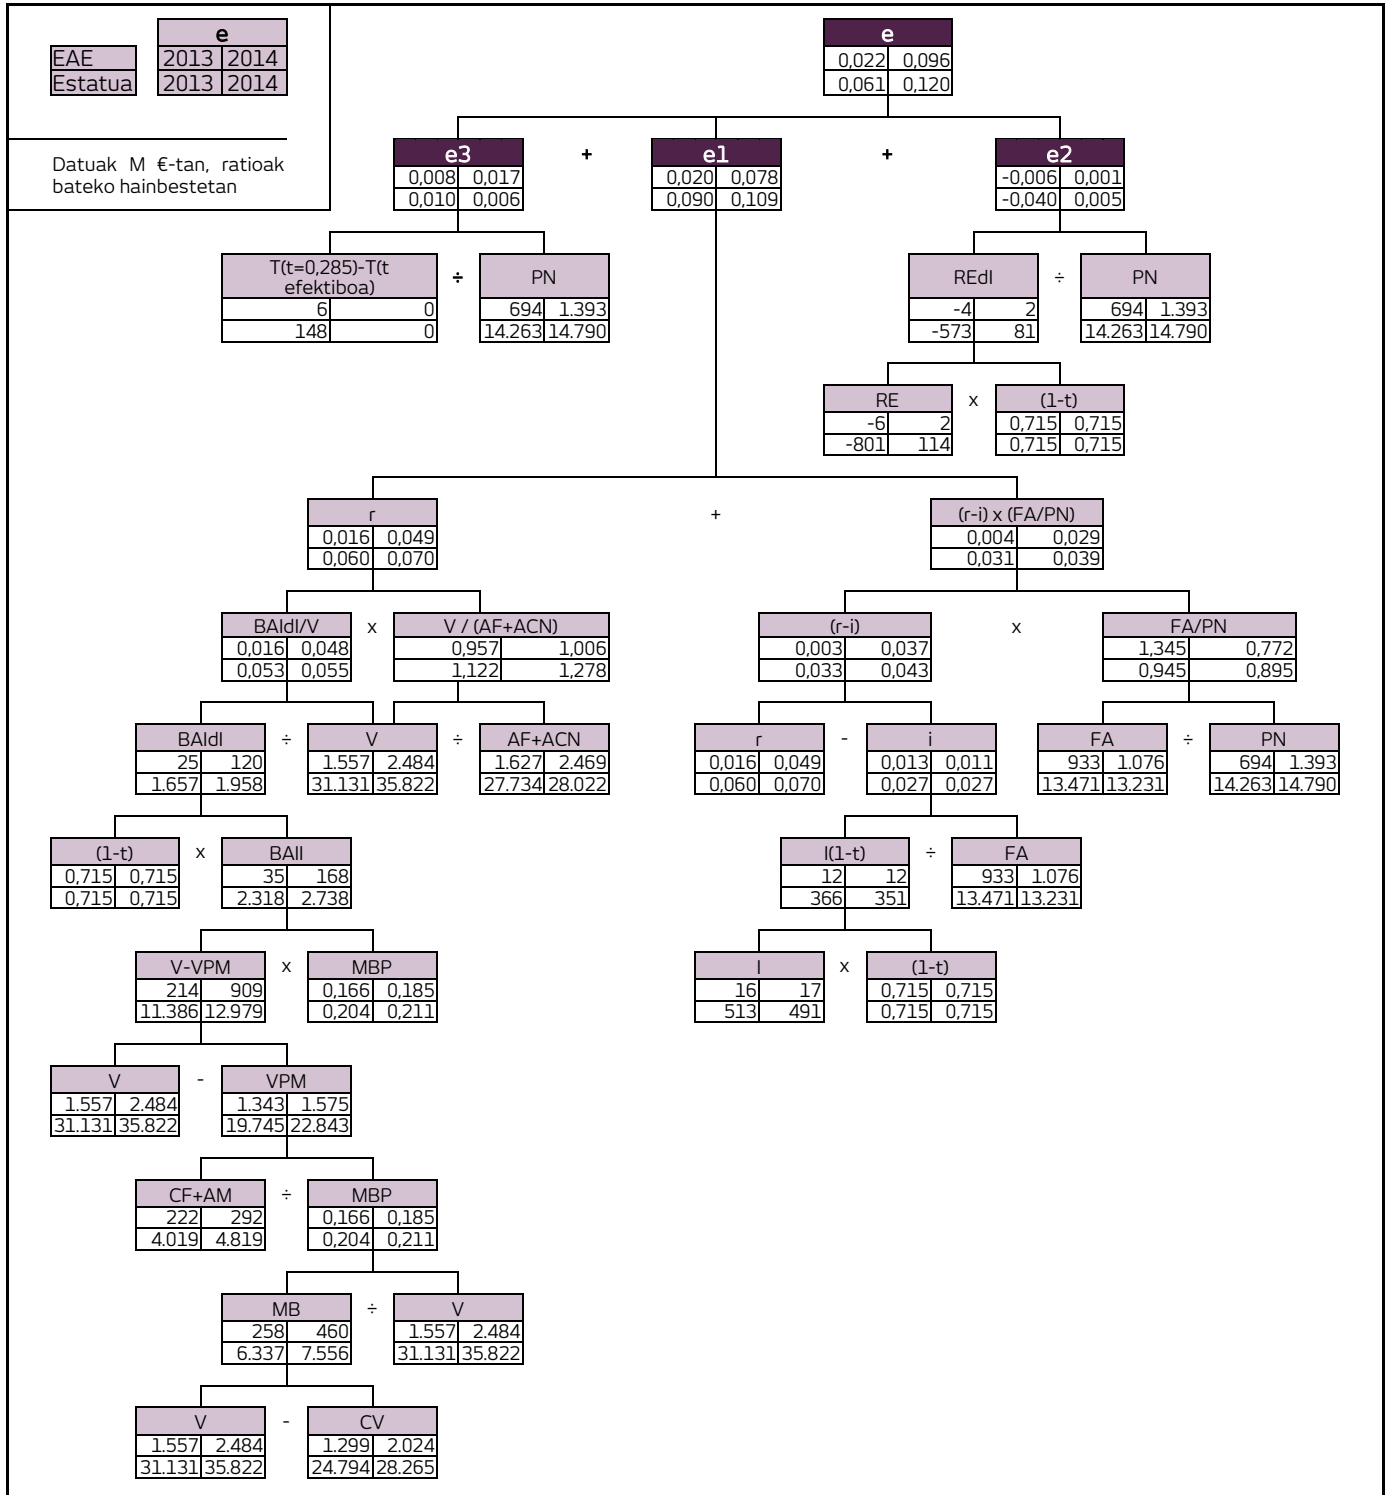 e
EAE 2013 2014
Estatua 2013 2014
Datuak M €-tan, ratioak
bateko hainbestetan
e
0,022 0,096
0,061 0,120
e3 + e1 + e2
0,008 0,017 0,020 0,078 -0,006 0,001
0,010 0,006 0,090 0,109 -0,040 0,005
T(t=0,285)-T(t
efektiboa)
÷ PN REdI ÷ PN
6 0 694 1.393 -4 2 694 1.393
148 0 14.263 14.790 -573 81 14.263 14.790
RE x (1-t)
-6 2 0,715 0,715
-801 114 0,715 0,715
r + (r-i) x (FA/PN)
0,016 0,049 0,004 0,029
0,060 0,070 0,031 0,039
BAIdI/V x V / (AF+ACN) (r-i) x FA/PN
0,016 0,048 0,957 1,006 0,003 0,037 1,345 0,772
0,053 0,055 1,122 1,278 0,033 0,043 0,945 0,895
BAIdI ÷ V ÷ AF+ACN r - i FA ÷ PN
25 120 1.557 2.484 1.627 2.469 0,016 0,049 0,013 0,011 933 1.076 694 1.393
1.657 1.958 31.131 35.822 27.734 28.022 0,060 0,070 0,027 0,027 13.471 13.231 14.263 14.790
(1-t) x BAII I(1-t) ÷ FA
0,715 0,715 35 168 12 12 933 1.076
0,715 0,715 2.318 2.738 366 351 13.471 13.231
V-VPM x MBP I x (1-t)
214 909 0,166 0,185 16 17 0,715 0,715
11.386 12.979 0,204 0,211 513 491 0,715 0,715
V - VPM
1.557 2.484 1.343 1.575
31.131 35.822 19.745 22.843
CF+AM ÷ MBP
222 292 0,166 0,185
4.019 4.819 0,204 0,211
MB ÷ V
258 460 1.557 2.484
6.337 7.556 31.131 35.822
V - CV
1.557 2.484 1.299 2.024
31.131 35.822 24.794 28.265